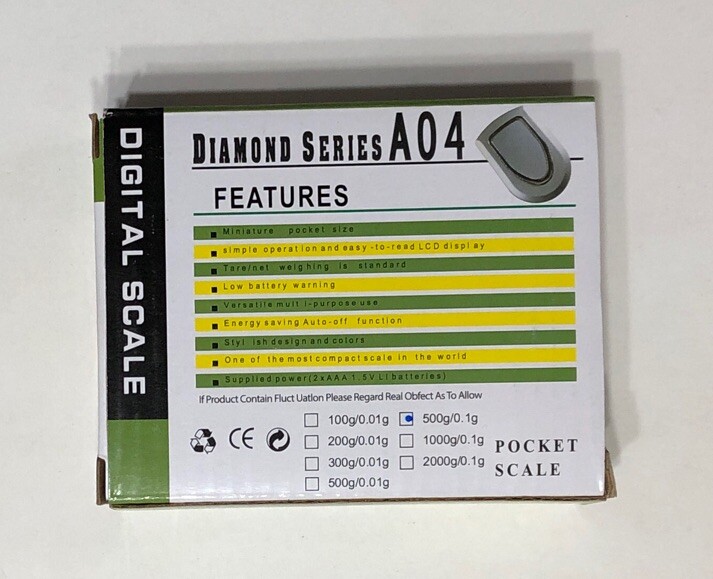 DIGITAL SCALE
DIAMOND SERIES A04
FEATURES
Miniature pocket size
simple operation and easy-to-read LCD display
Tare/net weighing is standard
Low battery warning
Versatile multi-purpose use
Energy saving Auto-off function
Stylish design and colors
One of the most compact scale in the world
Supplied power(2xAAA 1.5V LI batteries)
If Product Contain Fluct Uatlon Please Regard Real Obfect As To Allow
100g/0.01g 500g/0.1g
200g/0.01g 1000g/0.1g
300g/0.01g 2000g/0.1g
500g/0.01g
CE
POCKET
SCALE